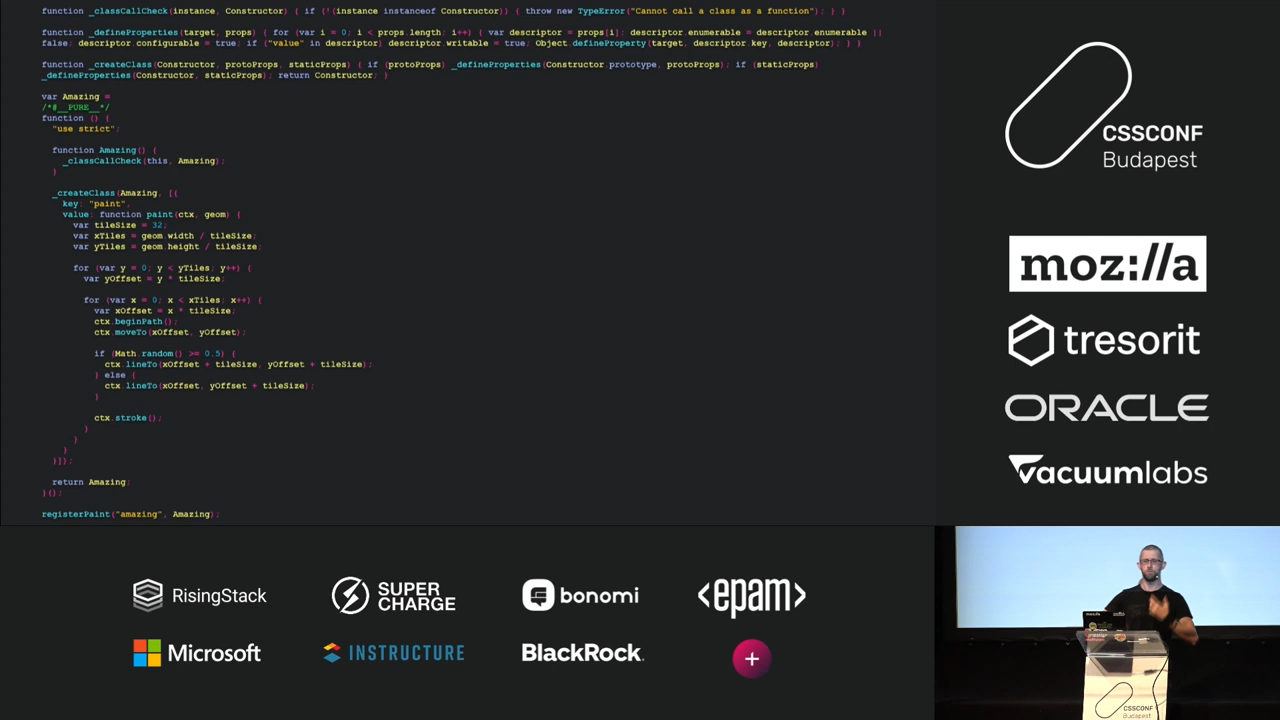 function _classCallCheck(instance, Constructor) { if (!(instance instanceof Constructor)) { throw new TypeError("Cannot call a class as a function"); } }
function _defineProperties(target, props) { for (var i = 0; i < props.length; i++) { var descriptor = props[i]; descriptor.enumerable = descriptor.enumerable ||
false; descriptor.configurable = true; if ("value" in descriptor) descriptor.writable = true; Object.defineProperty(target, descriptor.key, descriptor); } }
function _createClass(Constructor, protoProps, staticProps) { if (protoProps) _defineProperties(Constructor.prototype, protoProps); if (staticProps)
_defineProperties(Constructor, staticProps); return Constructor; }
var Amazing =
/*#__PURE__*/
function () {
"use strict";
function Amazing() {
_classCallCheck(this, Amazing);
}
_createClass(Amazing, [{
key: "paint",
value: function paint(ctx, geom) {
var tileSize = 32;
var xTiles = geom.width / tileSize;
var yTiles = geom.height / tileSize;
for (var y = 0; y < yTiles; y++) {
var yOffset = y * tileSize;
for (var x = 0; x < xTiles; x++) {
var xOffset = x * tileSize;
ctx.beginPath();
ctx.moveTo(xOffset, yOffset);
if (Math.random() >= 0.5) {
ctx.lineTo(xOffset + tileSize, yOffset + tileSize);
} else {
ctx.lineTo(xOffset, yOffset + tileSize);
}
ctx.stroke();
}
}
}
}]);
return Amazing;
}();
registerPaint("amazing", Amazing);
CSSCONF
Budapest
moz://a
tresorit
ORACLE
vacuumlabs
RisingStack
SUPER
CHARGE
bonomi
<epam>
Microsoft
INSTRUCTURE
BlackRock.
+
CSSCONF
Budapest